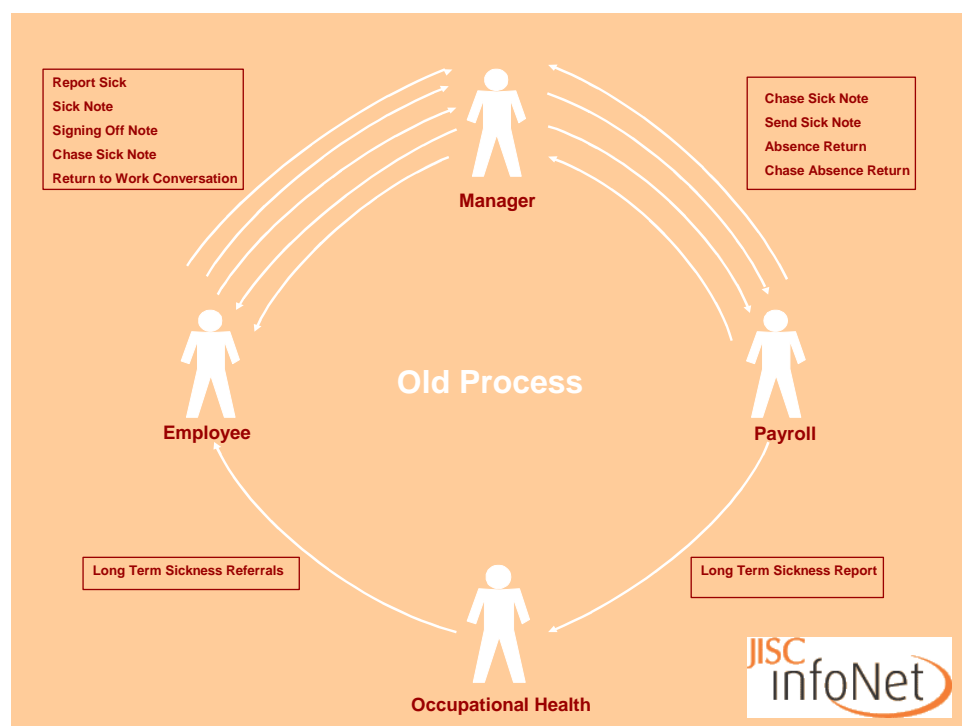 Report Sick
Sick Note
Signing Off Note
Chase Sick Note
Return to Work Conversation
Chase Sick Note
Send Sick Note
Absence Return
Chase Absence Return
Manager
Old Process
Employee
Payroll
Long Term Sickness Referrals
Long Term Sickness Report
Occupational Health
JISC
infoNet